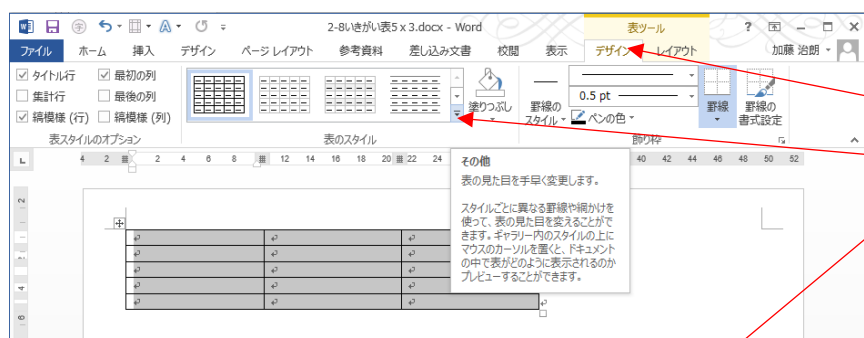 2-8いきがい表5 x 3.docx - Word
表ツール
ファイル ホーム 挿入 デザイン ページ レイアウト 参考資料 差し込み文書 校閲 表示 デザイン レイアウト 加藤 治朗
タイトル行 最初の列
集計行 最後の列
縞模様 (行) 縞模様 (列)
表スタイルのオプション
表のスタイル
塗りつぶし
罫線の
スタイル
0.5 pt
ペンの色
罫線
罫線の
書式設定
飾り枠
4 2 2 4 6 8 12 14 16 18 20 22 24 40 42 44 46 48 50 52
その他
表の見た目を手早く変更します。
スタイルごとに異なる罫線や網かけを
使って、表の見た目を変えることがで
きます。ギャラリー内のスタイルの上に
マウスのカーソルを置くと、ドキュメント
の中で表がどのように表示されるのか
プレビューすることができます。
2
2
4
6